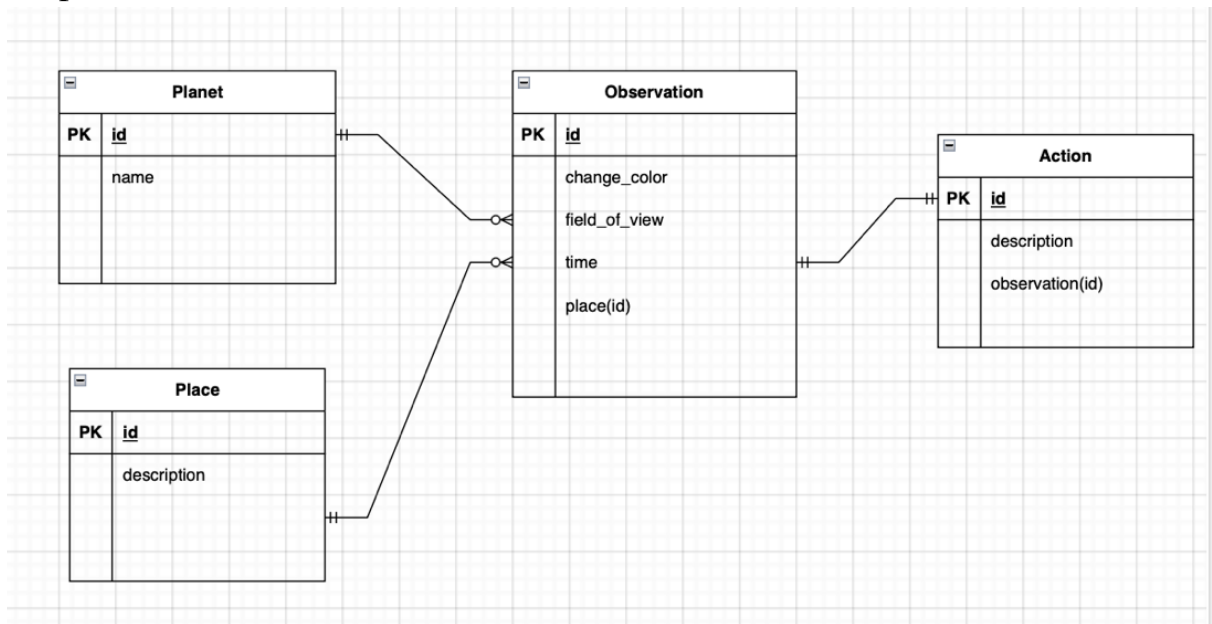 Planet
PK id
name
Observation
PK id
change_color
field_of_view
time
place(id)
Action
PK id
description
observation(id)
Place
PK id
description